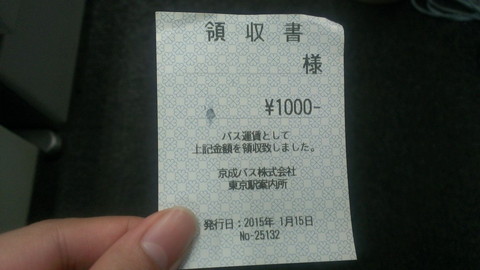 領収書
様
¥1000-
バス運賃として
上記金額を領収致しました。
京成バス株式会社
東京駅案内所
発行日：2015年 1月15日
No-25132